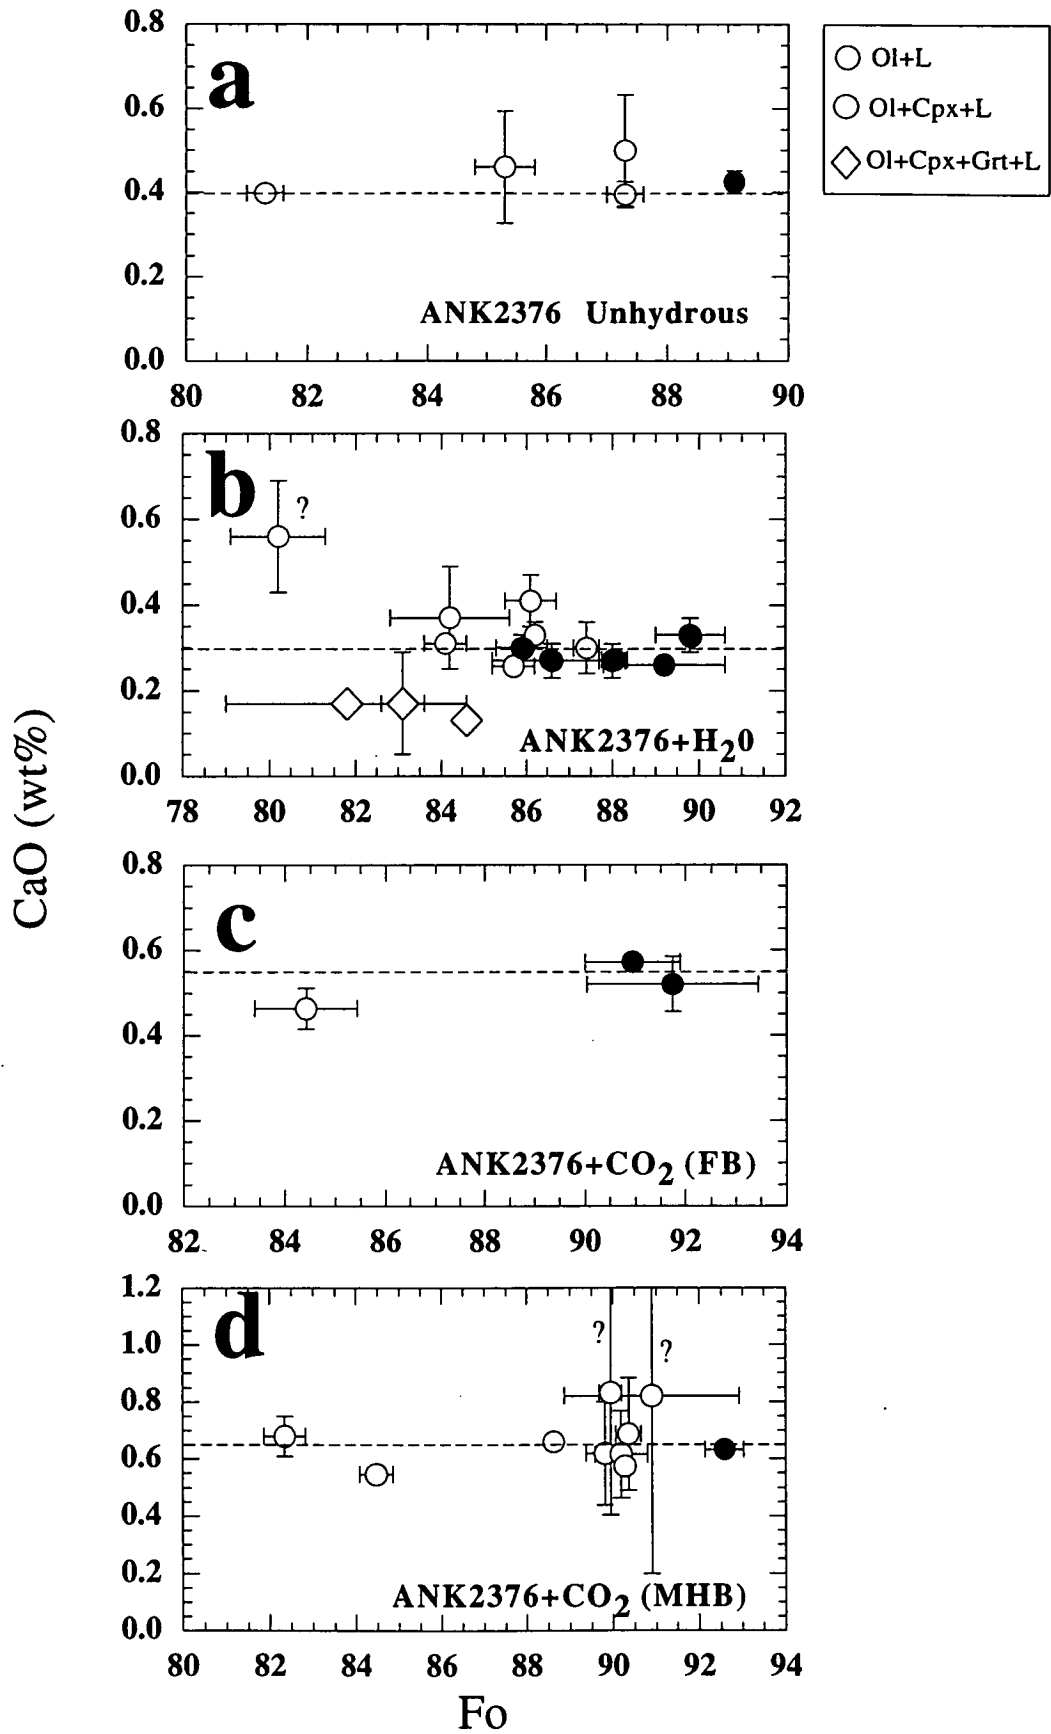 a
0.8
0.6
0.4
0.2
0.0
ANK2376 Unhydrous
80 82 84 86 88 90
Ol+L
Ol+Cpx+L
Ol+Cpx+Grt+L
b
0.8
0.6
0.4
0.2
0.0
?
ANK2376+H20
78 80 82 84 86 88 90 92
CaO (wt%)
c
0.8
0.6
0.4
0.2
0.0
ANK2376+CO2 (FB)
82 84 86 88 90 92 94
d
1.2
1.0
0.8
0.6
0.4
0.2
0.0
?
?
ANK2376+CO2 (MHB)
80 82 84 86 88 90 92 94
Fo